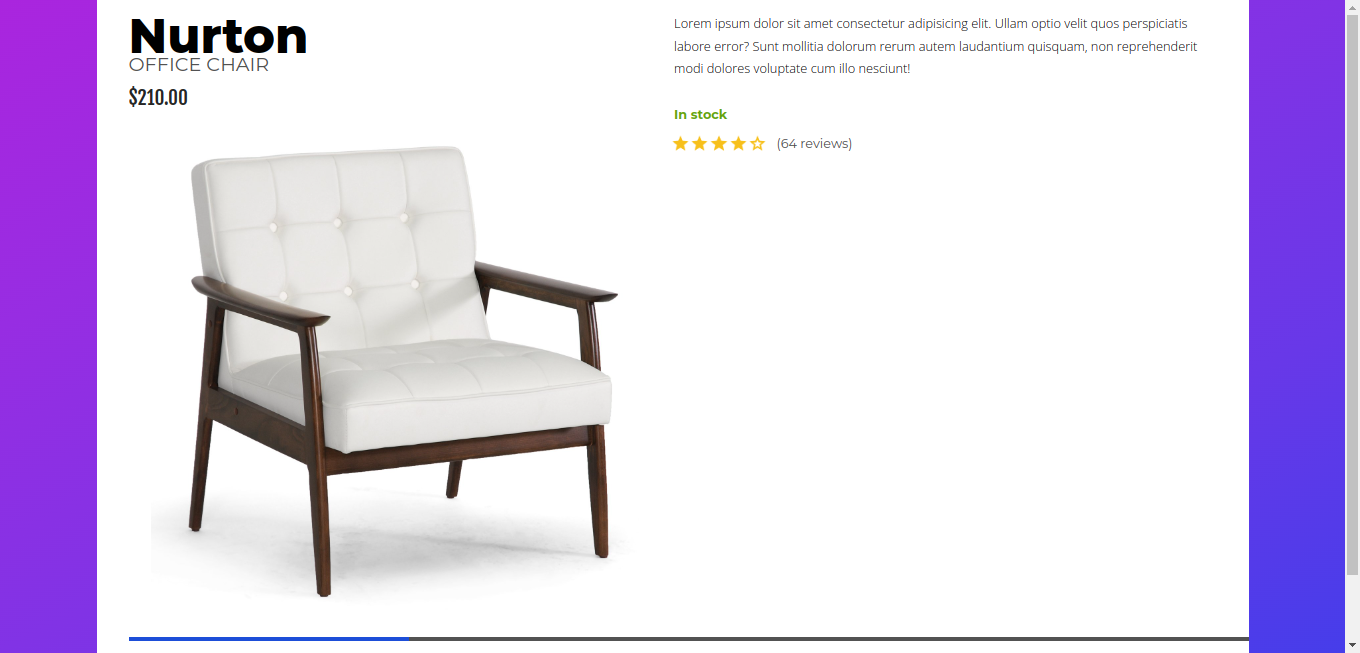 Nurton
OFFICE CHAIR
$210.00
Lorem ipsum dolor sit amet consectetur adipisicing elit. Ullam optio velit quos perspiciatis
labore error? Sunt mollitia dolorum rerum autem laudantium quisquam, non reprehenderit
modi dolores voluptate cum illo nesciunt!
In stock
(64 reviews)